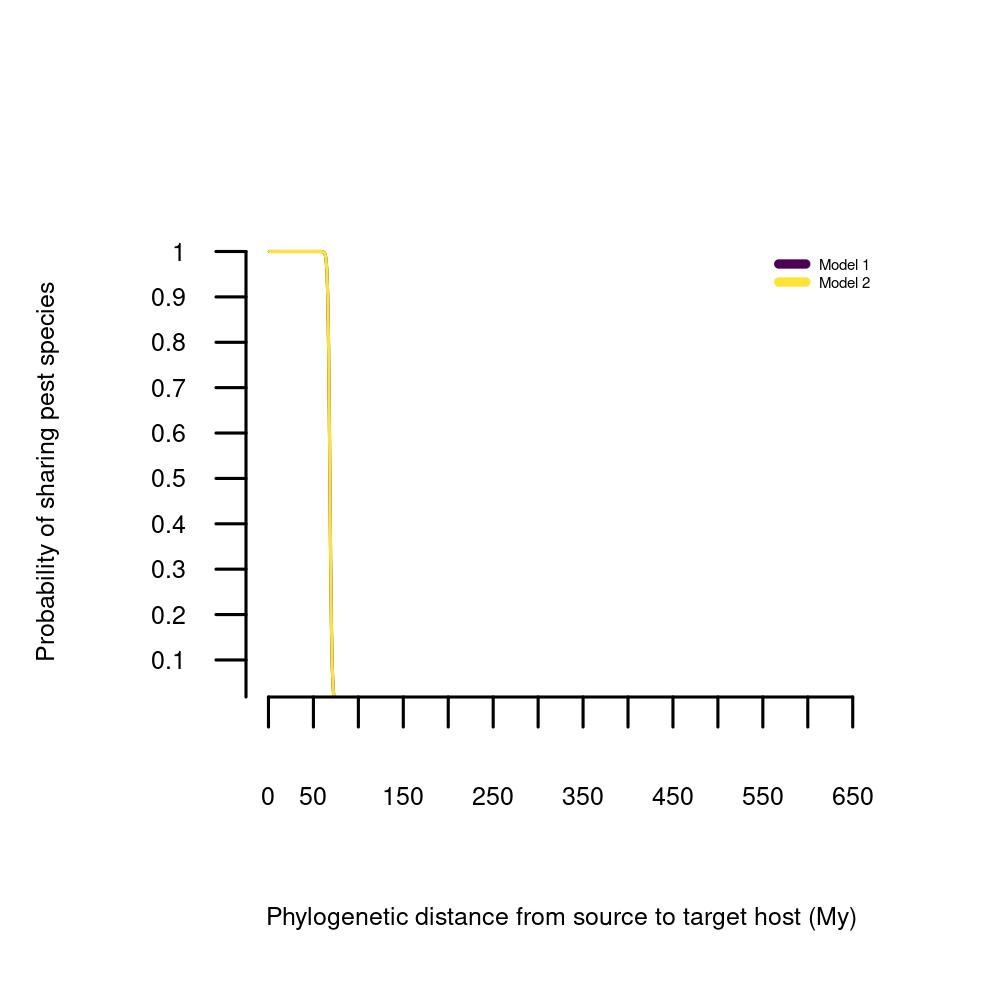 Probability of sharing pest species
1
0.9
0.8
0.7
0.6
0.5
0.4
0.3
0.2
0.1
Model 1
Model 2
0 50 150 250 350 450 550 650
Phylogenetic distance from source to target host (My)